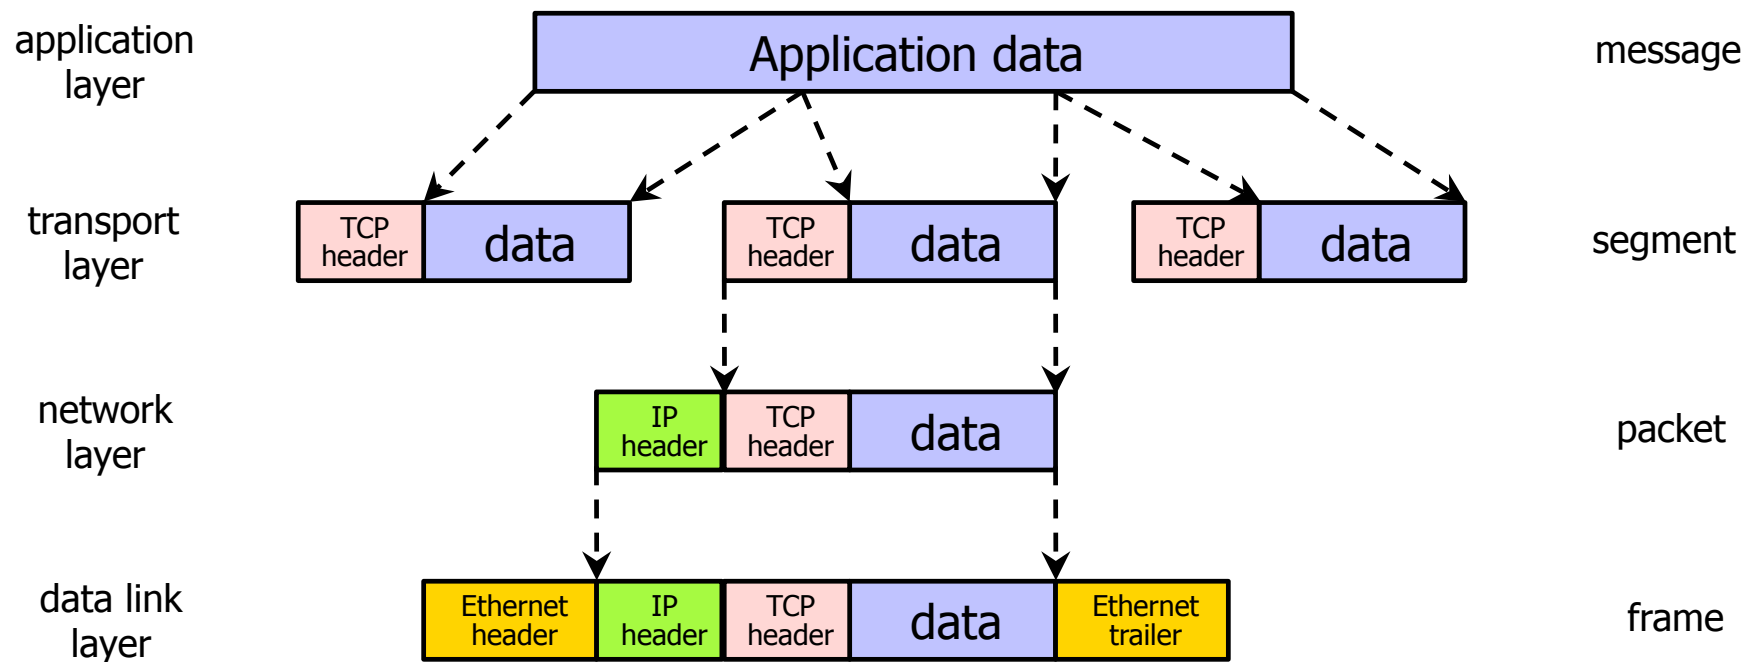 application
layer
Application data
message
transport
layer
TCP
header
data
TCP
header
data
TCP
header
data
segment
network
layer
IP
header
TCP
header
data
packet
data link
layer
Ethernet
header
IP
header
TCP
header
data
Ethernet
trailer
frame